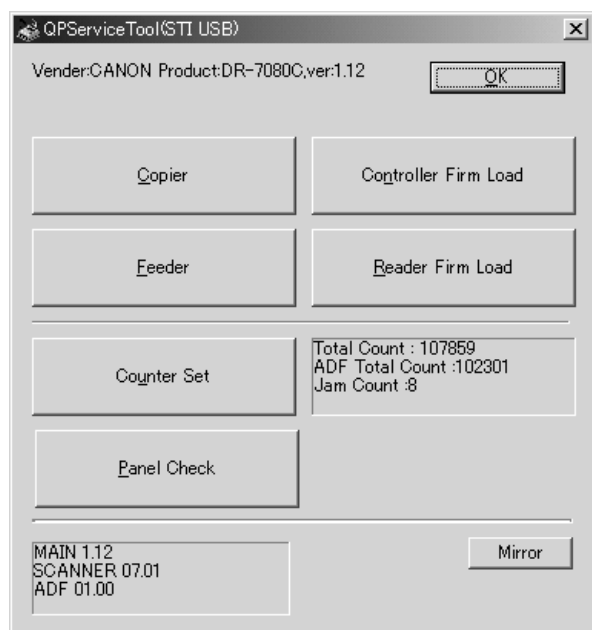 QPServiceTool(STI USB)
Vender:CANON Product:DR-7080C,ver:1.12
OK
Copier
Controller Firm Load
Feeder
Reader Firm Load
Counter Set
Total Count : 107859
ADF Total Count :102301
Jam Count :8
Panel Check
MAIN 1.12
SCANNER 07.01
ADF 01.00
Mirror